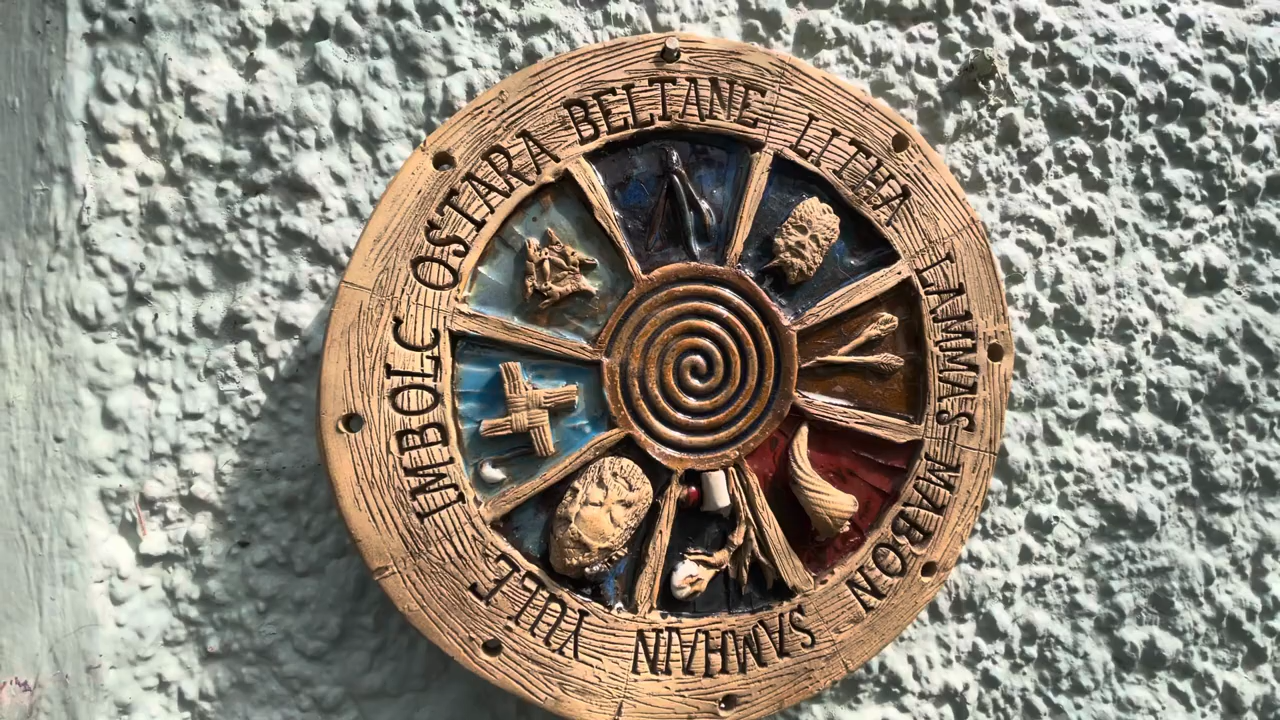 BELTANE
LITHA
LAMMAS
MABON
SAMHAIN
YULE
IMBOLC
OSTARA